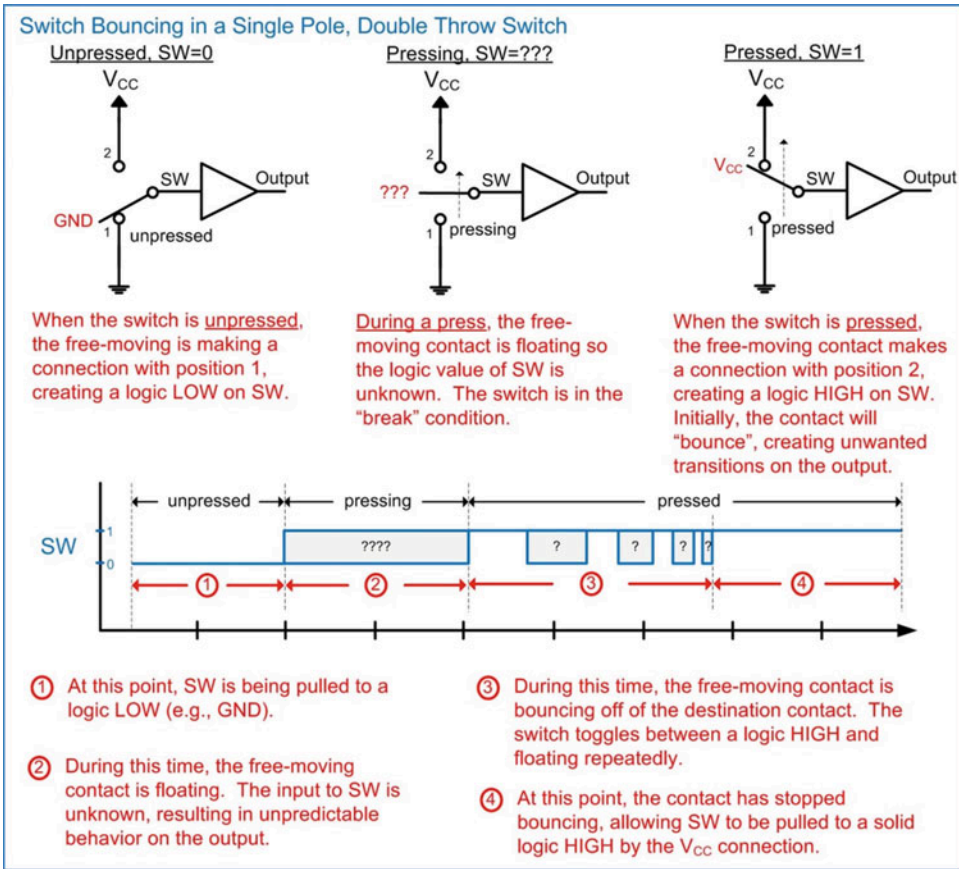 Switch Bouncing in a Single Pole, Double Throw Switch
Unpressed, SW=0
VCC
2
SW
Output
GND
1
unpressed
Pressing, SW=???
VCC
2
SW
Output
???
1
pressing
Pressed, SW=1
VCC
2
VCC
SW
Output
1
pressed
When the switch is unpressed,
the free-moving is making a
connection with position 1,
creating a logic LOW on SW.
During a press, the free-
moving contact is floating so
the logic value of SW is
unknown. The switch is in the
“break” condition.
When the switch is pressed,
the free-moving contact makes
a connection with position 2,
creating a logic HIGH on SW.
Initially, the contact will
“bounce”, creating unwanted
transitions on the output.
unpressed
pressing
pressed
SW
1
0
????
?
?
?
?
1
2
3
4
1 At this point, SW is being pulled to a
logic LOW (e.g., GND).
2 During this time, the free-moving
contact is floating. The input to SW is
unknown, resulting in unpredictable
behavior on the output.
3 During this time, the free-moving contact is
bouncing off of the destination contact. The
switch toggles between a logic HIGH and
floating repeatedly.
4 At this point, the contact has stopped
bouncing, allowing SW to be pulled to a solid
logic HIGH by the VCC connection.